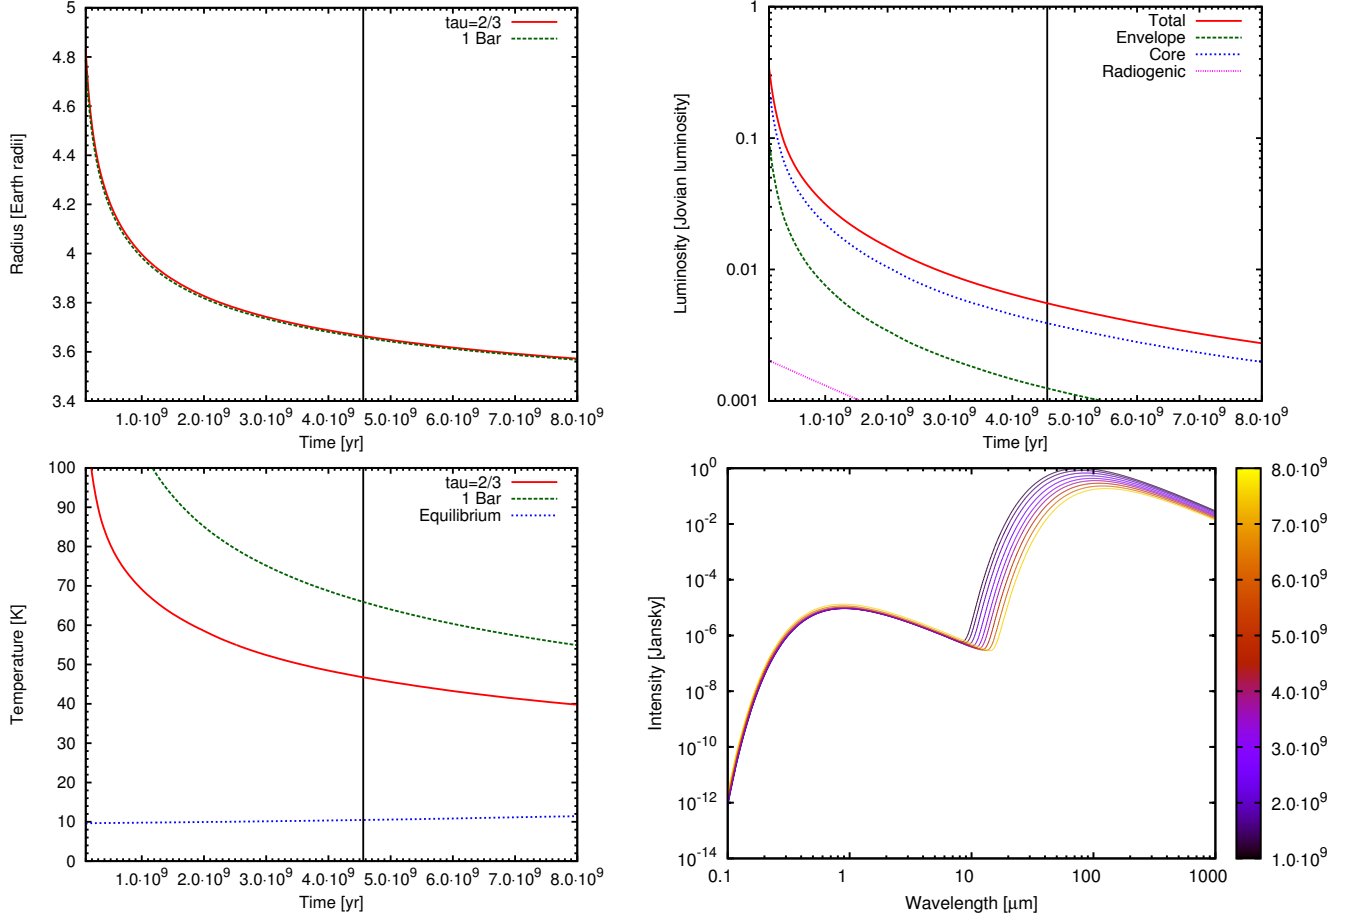 5
4.8
4.6
4.4
4.2
4
3.8
3.6
3.4
Radius [Earth radii]
tau=2/3
1 Bar
1.0·10⁹ 2.0·10⁹ 3.0·10⁹ 4.0·10⁹ 5.0·10⁹ 6.0·10⁹ 7.0·10⁹ 8.0·10⁹
Time [yr]
1
0.1
0.01
0.001
Luminosity [Jovian luminosity]
Total
Envelope
Core
Radiogenic
1.0·10⁹ 2.0·10⁹ 3.0·10⁹ 4.0·10⁹ 5.0·10⁹ 6.0·10⁹ 7.0·10⁹ 8.0·10⁹
Time [yr]
100
90
80
70
60
50
40
30
20
10
0
Temperature [K]
tau=2/3
1 Bar
Equilibrium
1.0·10⁹ 2.0·10⁹ 3.0·10⁹ 4.0·10⁹ 5.0·10⁹ 6.0·10⁹ 7.0·10⁹ 8.0·10⁹
Time [yr]
10⁰
10⁻²
10⁻⁴
10⁻⁶
10⁻⁸
10⁻¹⁰
10⁻¹²
10⁻¹⁴
Intensity [Jansky]
0.1 1 10 100 1000
Wavelength [μm]
8.0·10⁹
7.0·10⁹
6.0·10⁹
5.0·10⁹
4.0·10⁹
3.0·10⁹
2.0·10⁹
1.0·10⁹